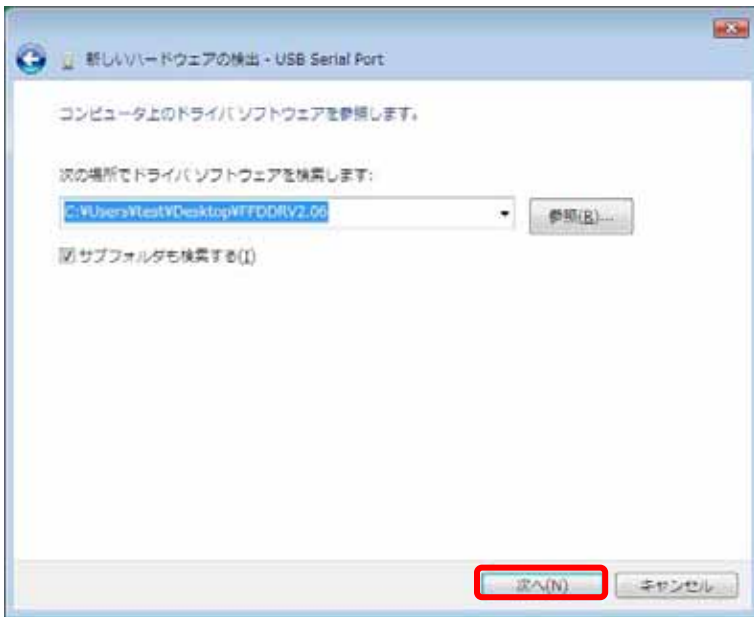 新しいハードウェアの検出 - USB Serial Port
コンピュータ上のドライバ ソフトウェアを参照します。
次の場所でドライバ ソフトウェアを検索します:
C:¥Users¥test¥Desktop¥FFDDRV2.06
参照(R)...
サブフォルダも検索する(I)
次へ(N)
キャンセル